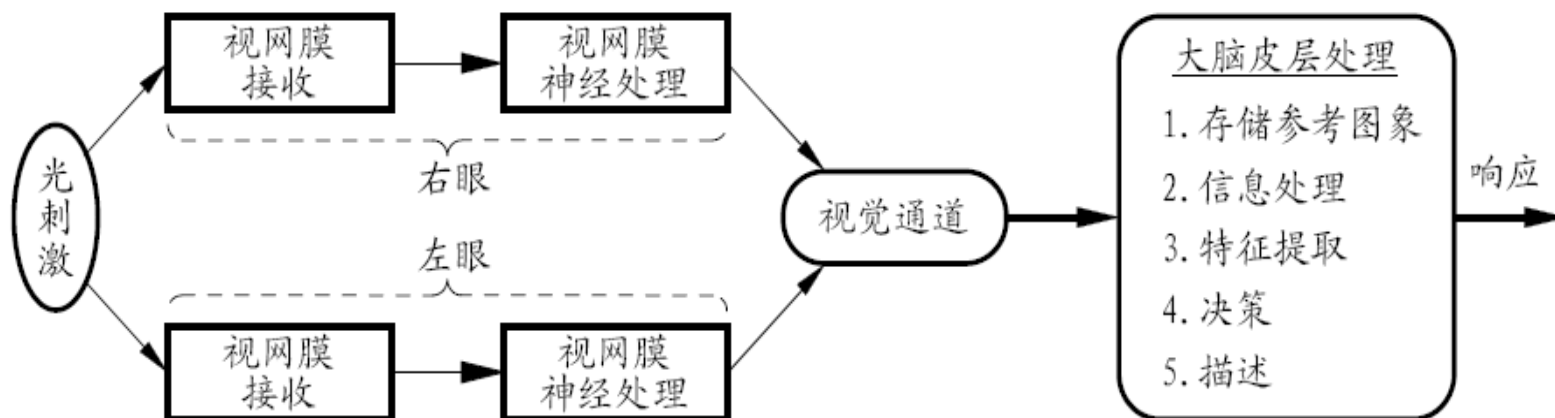 光刺激
视网膜
接收
视网膜
神经处理
右眼
左眼
视网膜
接收
视网膜
神经处理
视觉通道
大脑皮层处理
1.存储参考图象
2.信息处理
3.特征提取
4.决策
5.描述
响应